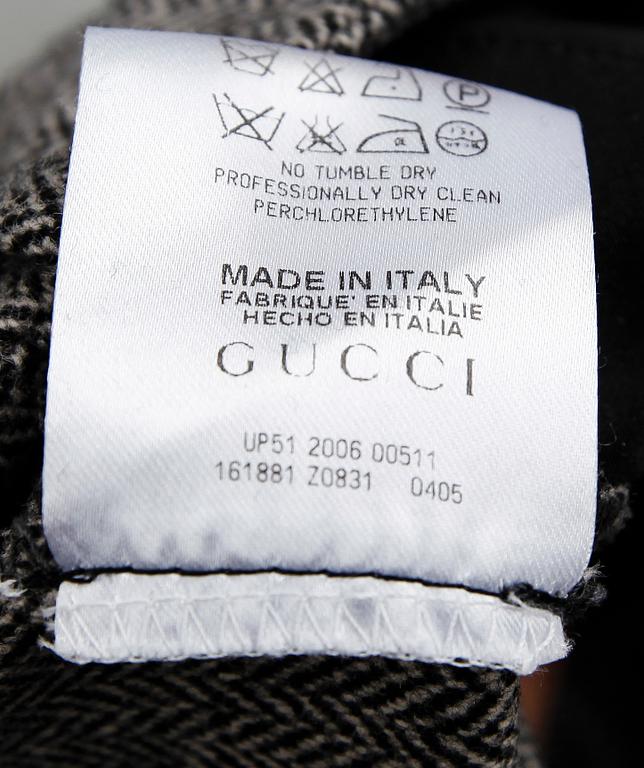 P
NO TUMBLE DRY
PROFESSIONALLY DRY CLEAN
PERCHLORETHYLENE
MADE IN ITALY
FABRIQUE' EN ITALIE
HECHO EN ITALIA
GUCCI
UP51 2006 00511
161881 Z0831 0405